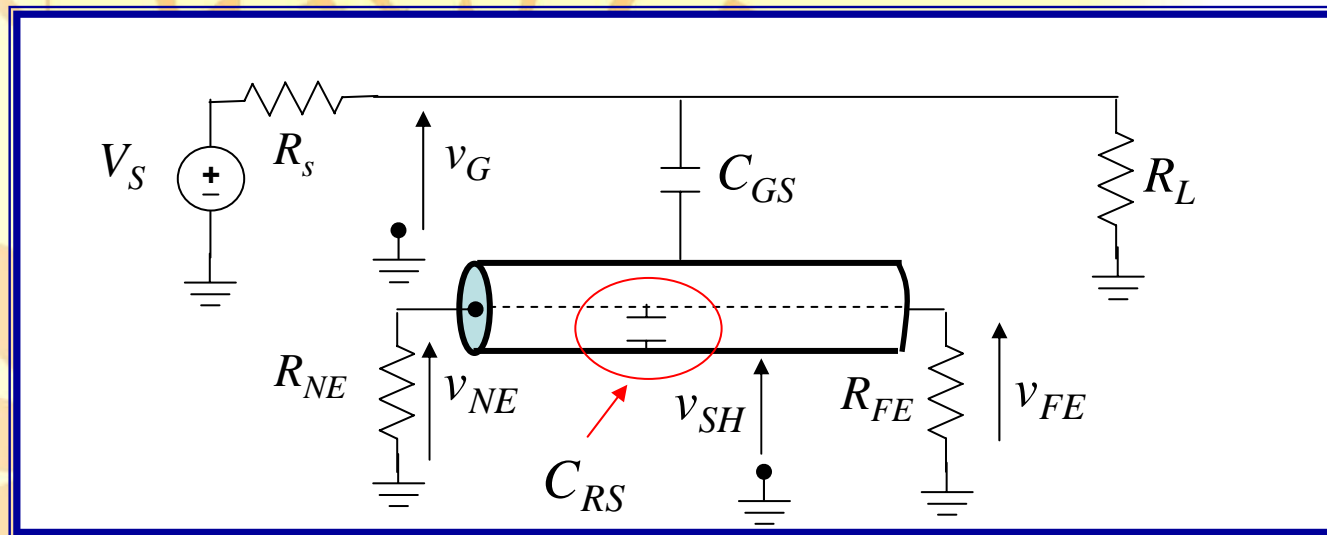 V_S
+
−
R_s
v_G
C_GS
R_L
R_NE
v_NE
C_RS
v_SH
R_FE
v_FE